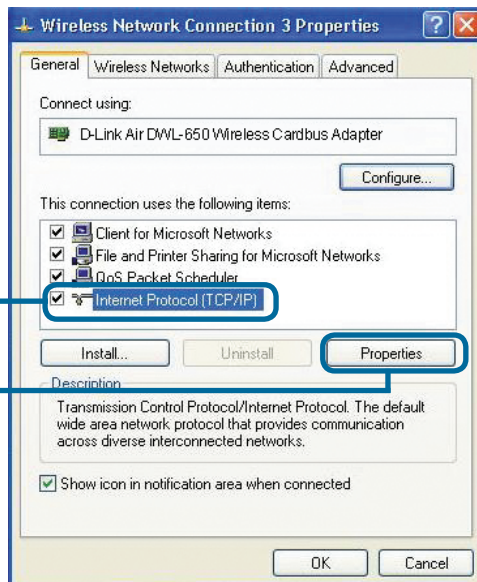 Wireless Network Connection 3 Properties
General Wireless Networks Authentication Advanced
Connect using:
D-Link Air DWL-650 Wireless Cardbus Adapter
Configure...
This connection uses the following items:
Client for Microsoft Networks
File and Printer Sharing for Microsoft Networks
QoS Packet Scheduler
Internet Protocol (TCP/IP)
Install... Uninstall Properties
Description
Transmission Control Protocol/Internet Protocol. The default
wide area network protocol that provides communication
across diverse interconnected networks.
Show icon in notification area when connected
OK Cancel